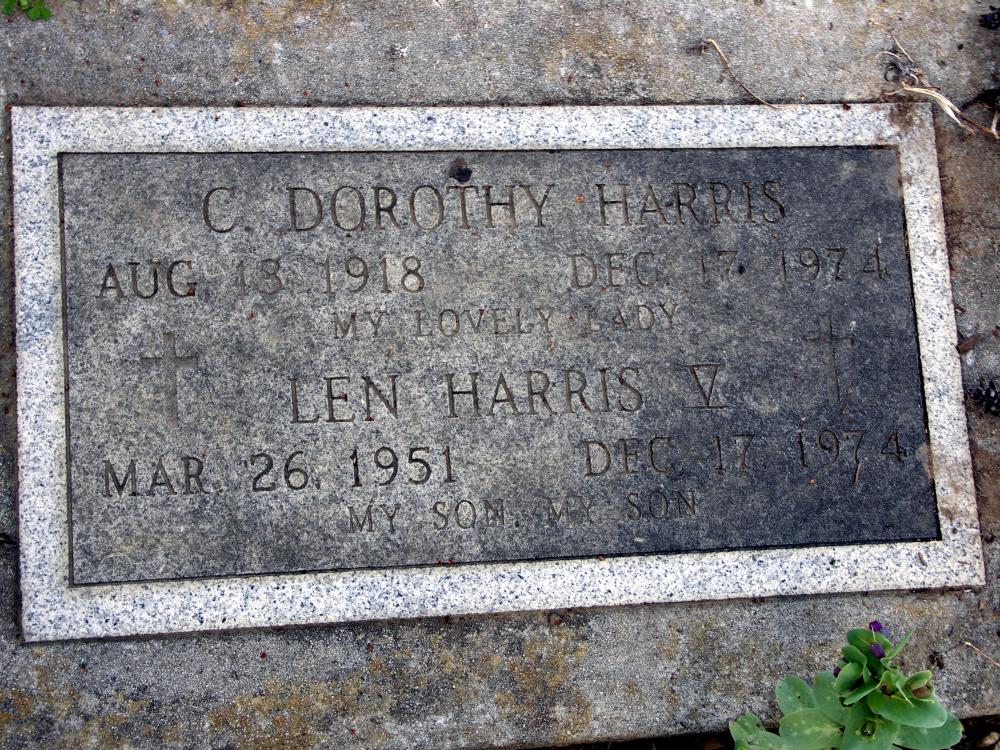 C. DOROTHY HARRIS
AUG 13 1918 DEC 17 1974
MY LOVELY LADY
LEN HARRIS V
MAR 26, 1951 DEC 17 1974
MY SON, MY SON